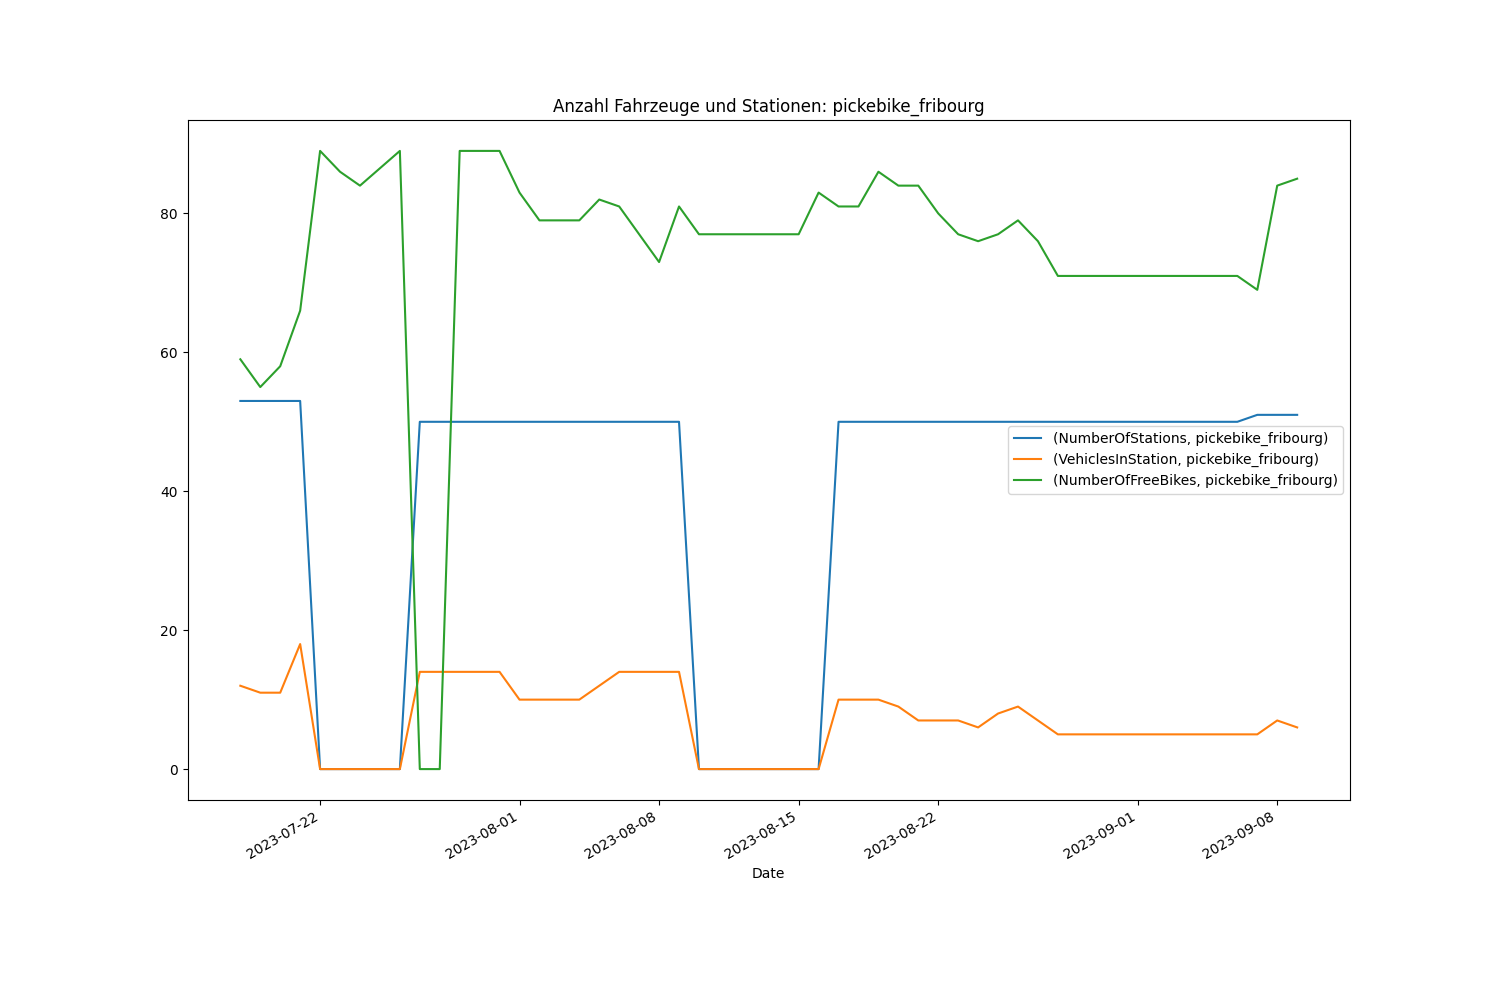 Anzahl Fahrzeuge und Stationen: pickebike_fribourg
80
60
40
20
0
(NumberOfStations, pickebike_fribourg)
(VehiclesInStation, pickebike_fribourg)
(NumberOfFreeBikes, pickebike_fribourg)
2023-07-22
2023-08-01
2023-08-08
2023-08-15
2023-08-22
2023-09-01
2023-09-08
Date